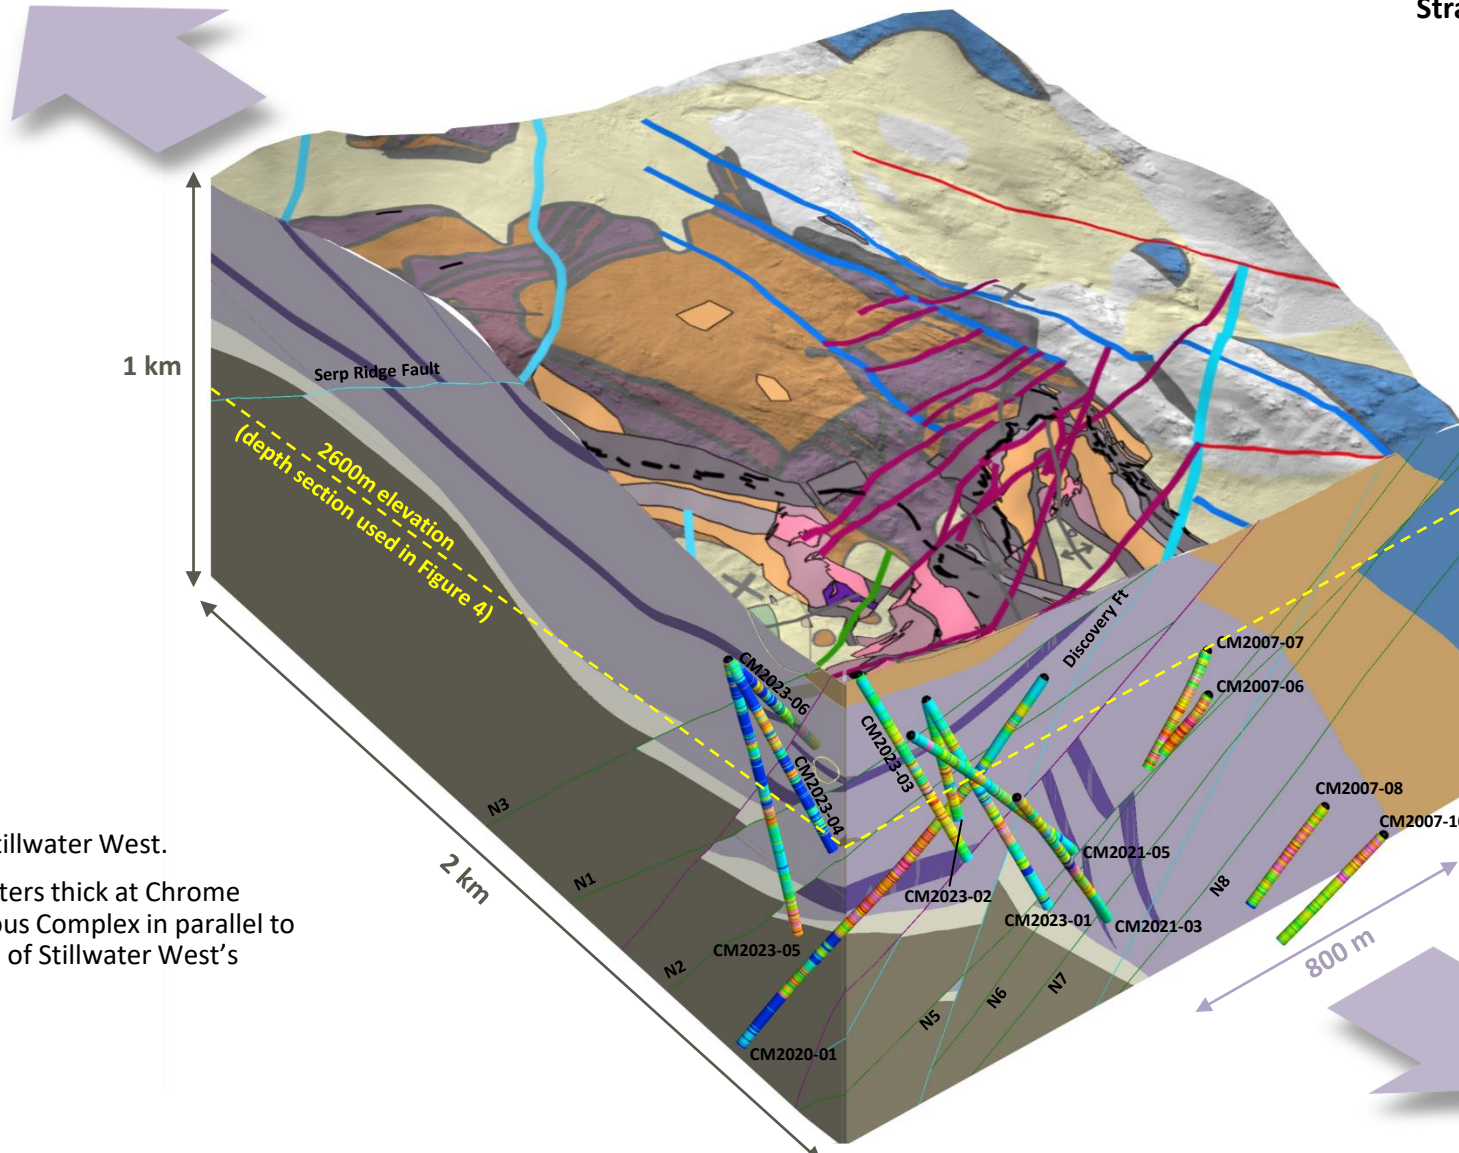 Stra
1 km
Serp Ridge Fault
2600m elevation
(depth section used in Figure 4)
Discovery Ft
CM2007-07
CM2007-06
CM2023-06
CM2023-03
CM2023-04
N3
CM2007-08
CM2007-10
tillwater West.
2 km
N1
CM2021-05
ters thick at Chrome
CM2023-02
N8
ous Complex in parallel to
CM2023-01
CM2021-03
of Stillwater West's
CM2023-05
N2
800 m
N7
N6
N5
CM2020-01